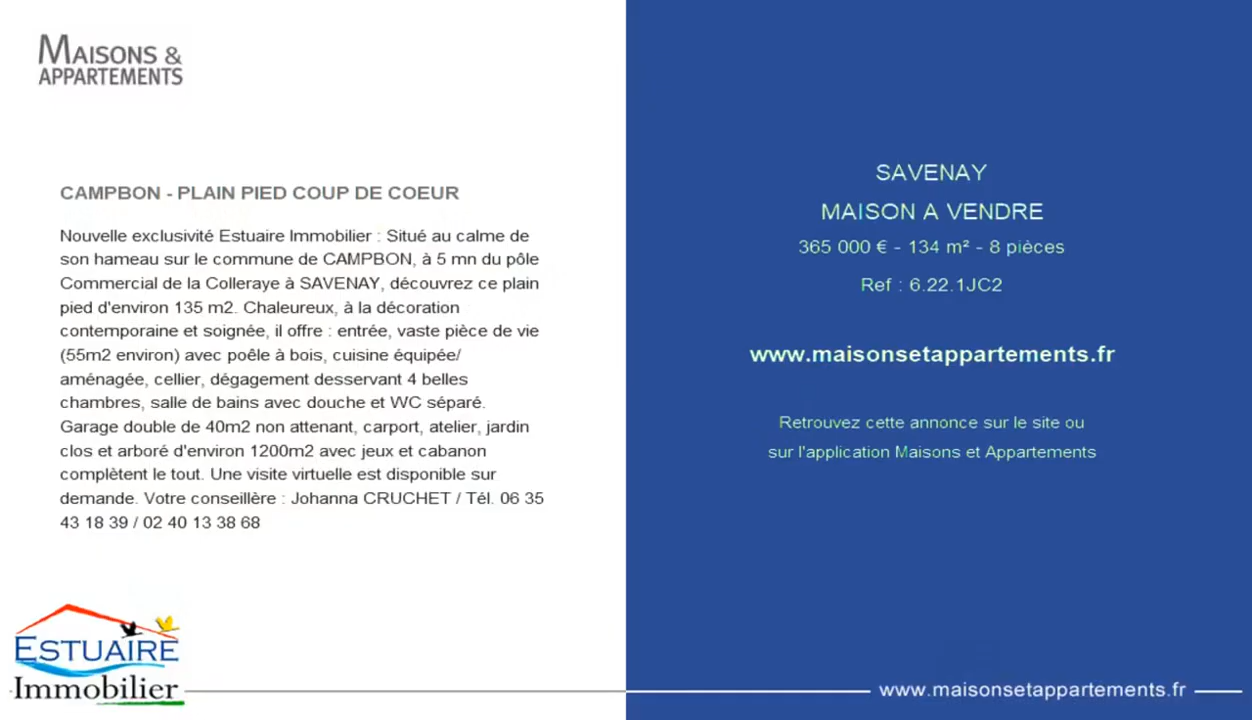 MAISONS &
APPARTEMENTS
CAMPBON - PLAIN PIED COUP DE COEUR
Nouvelle exclusivité Estuaire Immobilier : Situé au calme de
son hameau sur le commune de CAMPBON, à 5 mn du pôle
Commercial de la Colleraye à SAVENAY, découvrez ce plain
pied d'environ 135 m2. Chaleureux, à la décoration
contemporaine et soignée, il offre : entrée, vaste pièce de vie
(55m2 environ) avec poêle à bois, cuisine équipée/
aménagée, cellier, dégagement desservant 4 belles
chambres, salle de bains avec douche et WC séparé.
Garage double de 40m2 non attenant, carport, atelier, jardin
clos et arboré d'environ 1200m2 avec jeux et cabanon
complètent le tout. Une visite virtuelle est disponible sur
demande. Votre conseillère : Johanna CRUCHET / Tél. 06 35
43 18 39 / 02 40 13 38 68
ESTUAIRE
Immobilier
SAVENAY
MAISON A VENDRE
365 000 € - 134 m² - 8 pièces
Ref : 6.22.1JC2
www.maisonsetappartements.fr
Retrouvez cette annonce sur le site ou
sur l'application Maisons et Appartements
www.maisonsetappartements.fr